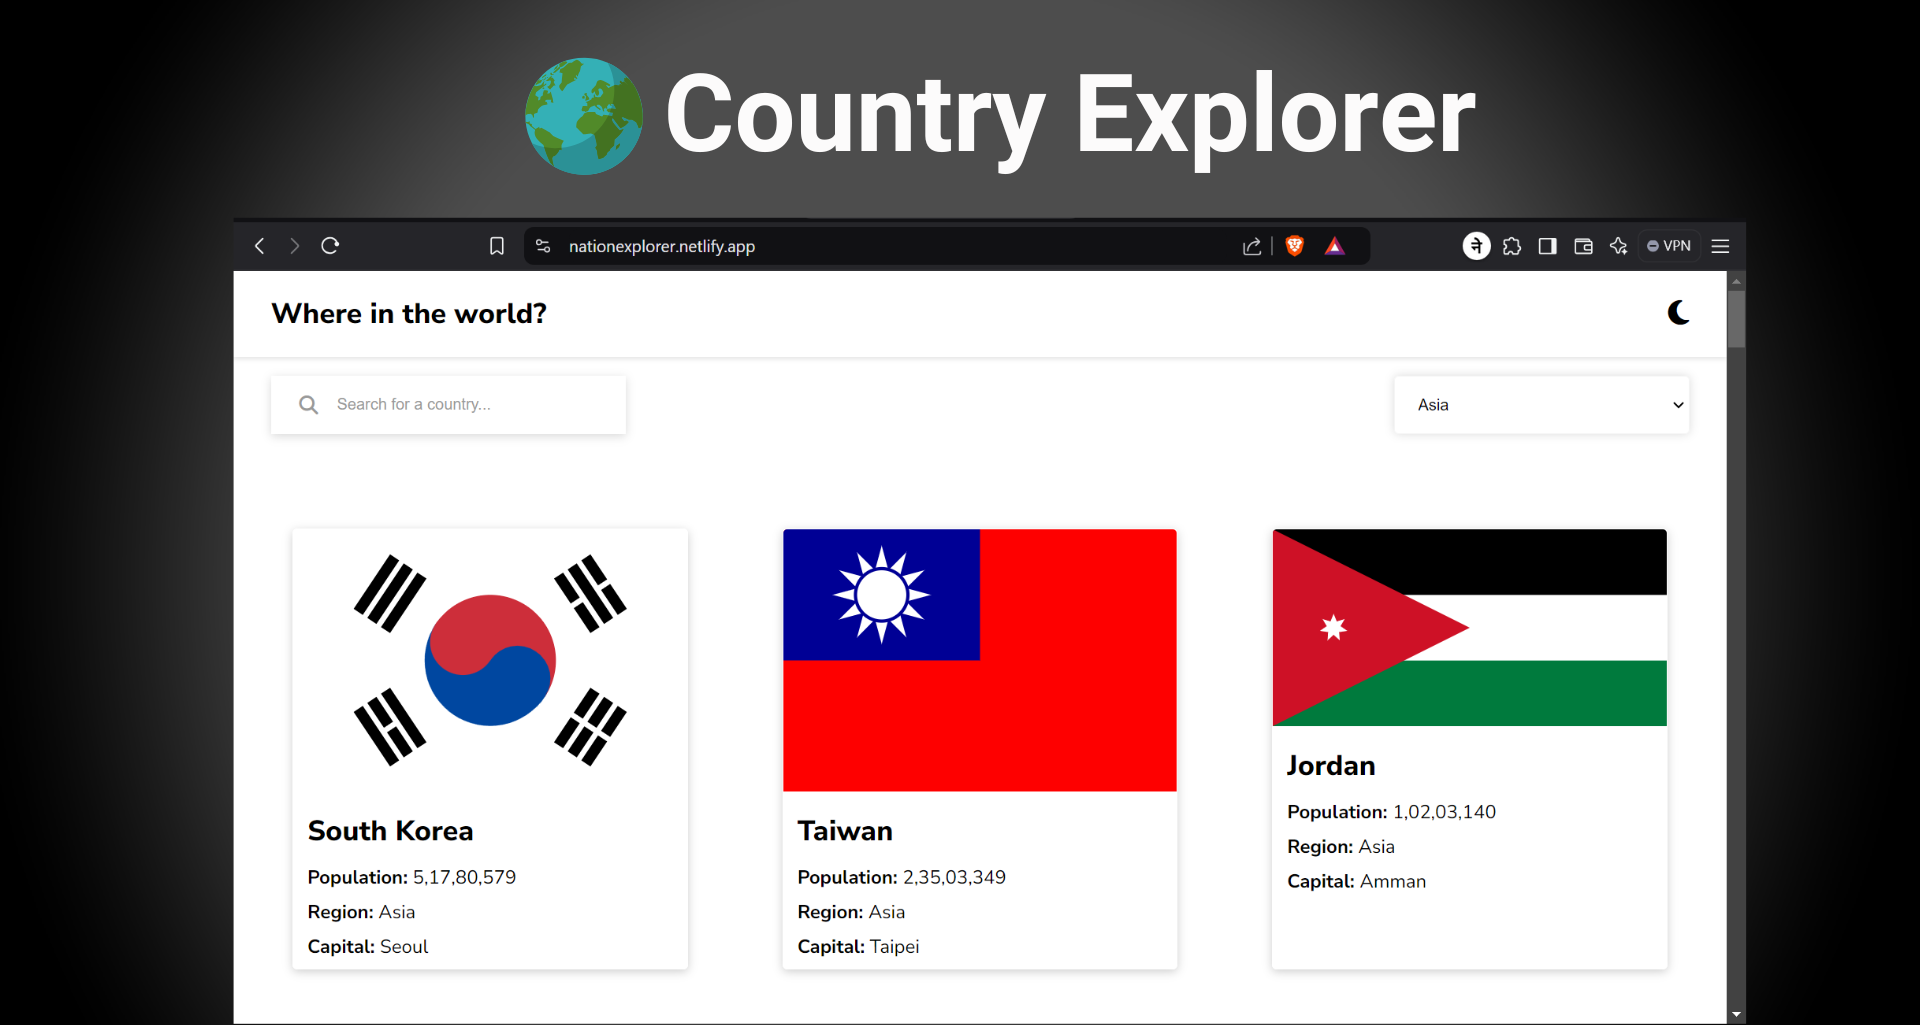 Country Explorer
nationexplorer.netlify.app
ने
VPN
Where in the world?
Search for a country...
Asia
South Korea
Population: 5,17,80,579
Region: Asia
Capital: Seoul
Taiwan
Population: 2,35,03,349
Region: Asia
Capital: Taipei
Jordan
Population: 1,02,03,140
Region: Asia
Capital: Amman